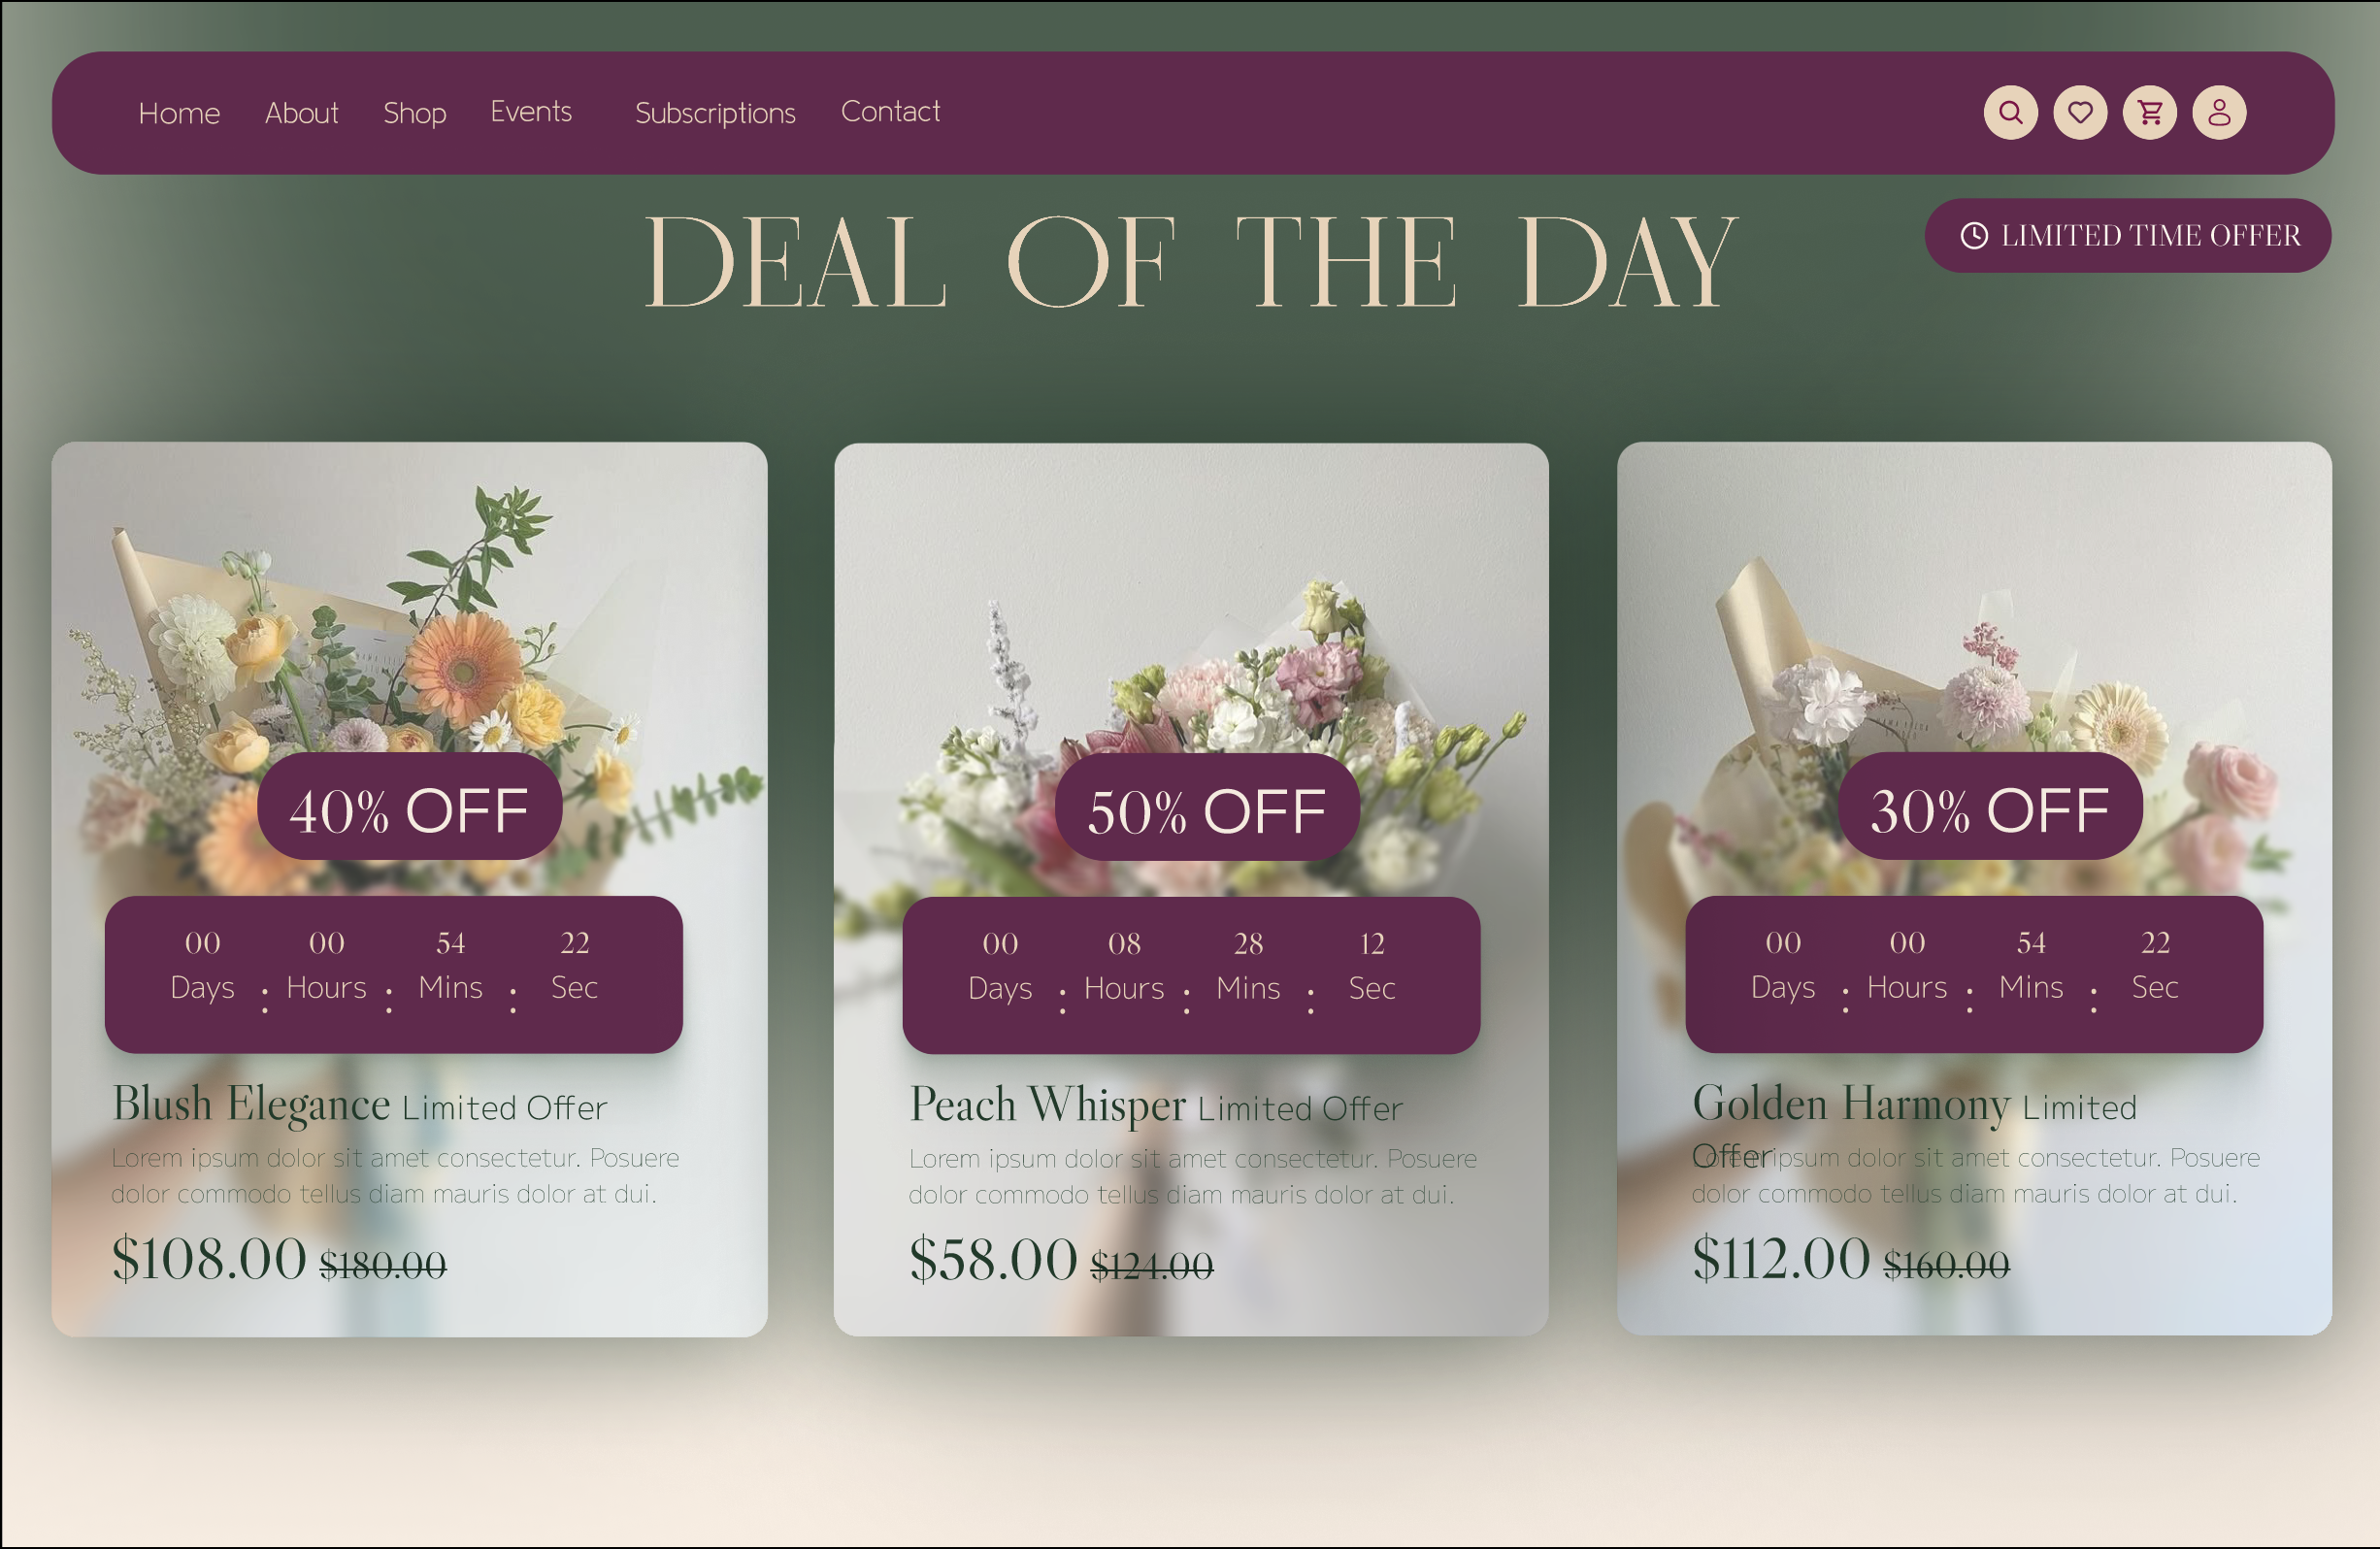 Home About Shop Events Subscriptions Contact
DEAL OF THE DAY
LIMITED TIME OFFER
40% OFF
00 00 54 22
Days : Hours : Mins : Sec
Blush Elegance Limited Offer
Lorem ipsum dolor sit amet consectetur. Posuere
dolor commodo tellus diam mauris dolor at dui.
$108.00 $180.00
50% OFF
00 08 28 12
Days : Hours : Mins : Sec
Peach Whisper Limited Offer
Lorem ipsum dolor sit amet consectetur. Posuere
dolor commodo tellus diam mauris dolor at dui.
$58.00 $124.00
30% OFF
00 00 54 22
Days : Hours : Mins : Sec
Golden Harmony Limited
Offer
Lorem ipsum dolor sit amet consectetur. Posuere
dolor commodo tellus diam mauris dolor at dui.
$112.00 $160.00